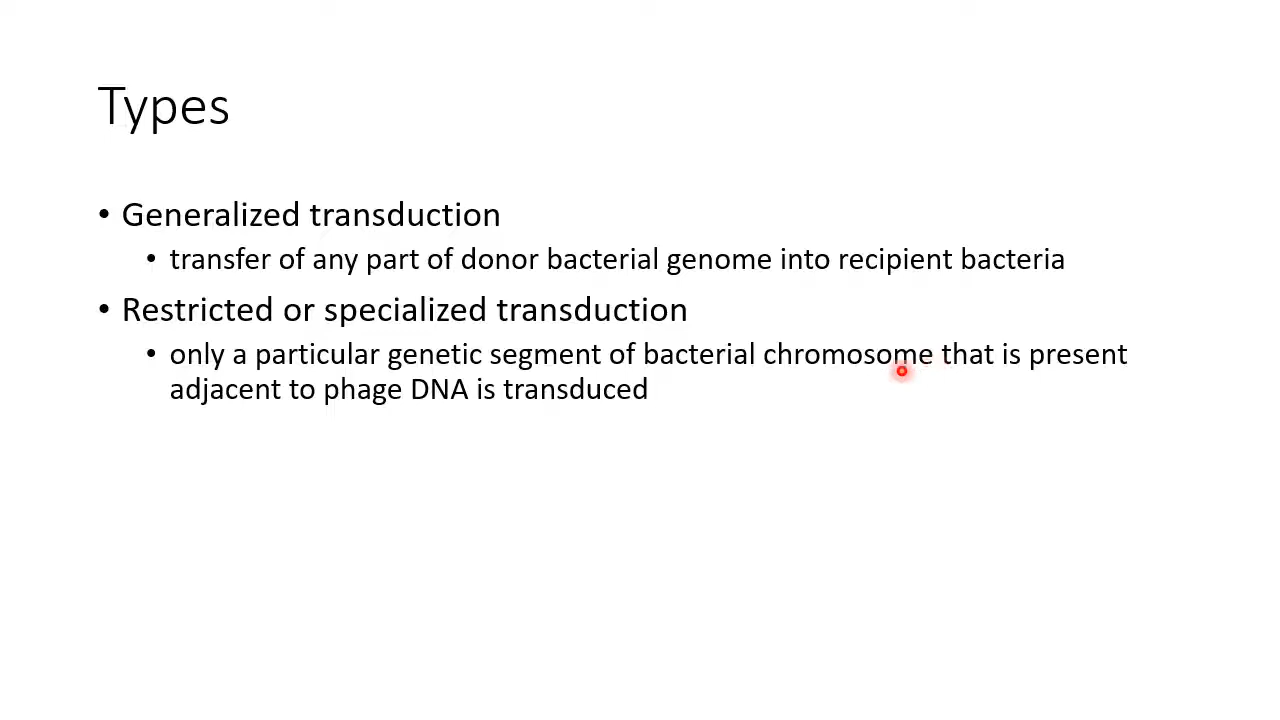 Types
• Generalized transduction
• transfer of any part of donor bacterial genome into recipient bacteria
• Restricted or specialized transduction
• only a particular genetic segment of bacterial chromosome that is present
adjacent to phage DNA is transduced